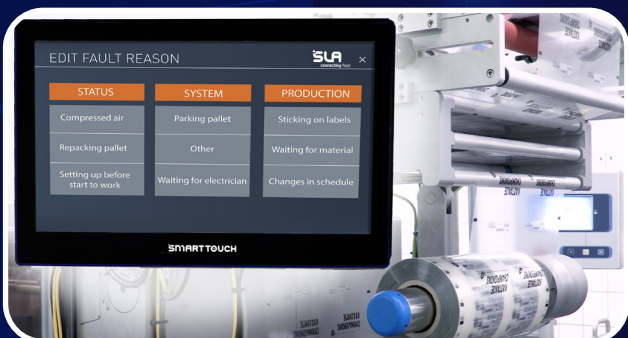 EDIT FAULT REASON
SLA
connecting food
×
STATUS
SYSTEM
PRODUCTION
Compressed air
Parking pallet
Sticking on labels
Repacking pallet
Other
Waiting for material
Setting up before
start to work
Waiting for electrician
Changes in schedule
SMARTTOUCH